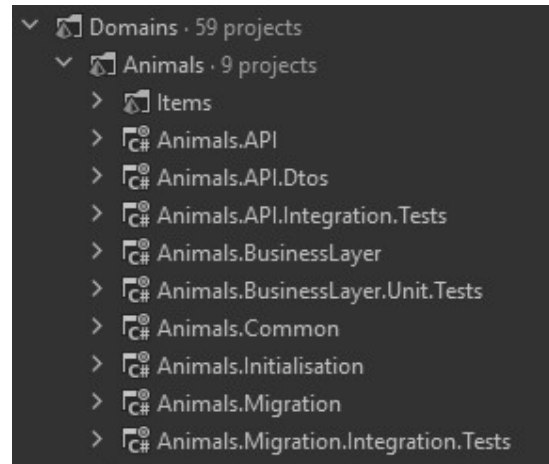 Domains · 59 projects
Animals · 9 projects
Items
C# Animals.API
C# Animals.API.Dtos
C# Animals.API.Integration.Tests
C# Animals.BusinessLayer
C# Animals.BusinessLayer.Unit.Tests
C# Animals.Common
C# Animals.Initialisation
C# Animals.Migration
C# Animals.Migration.Integration.Tests